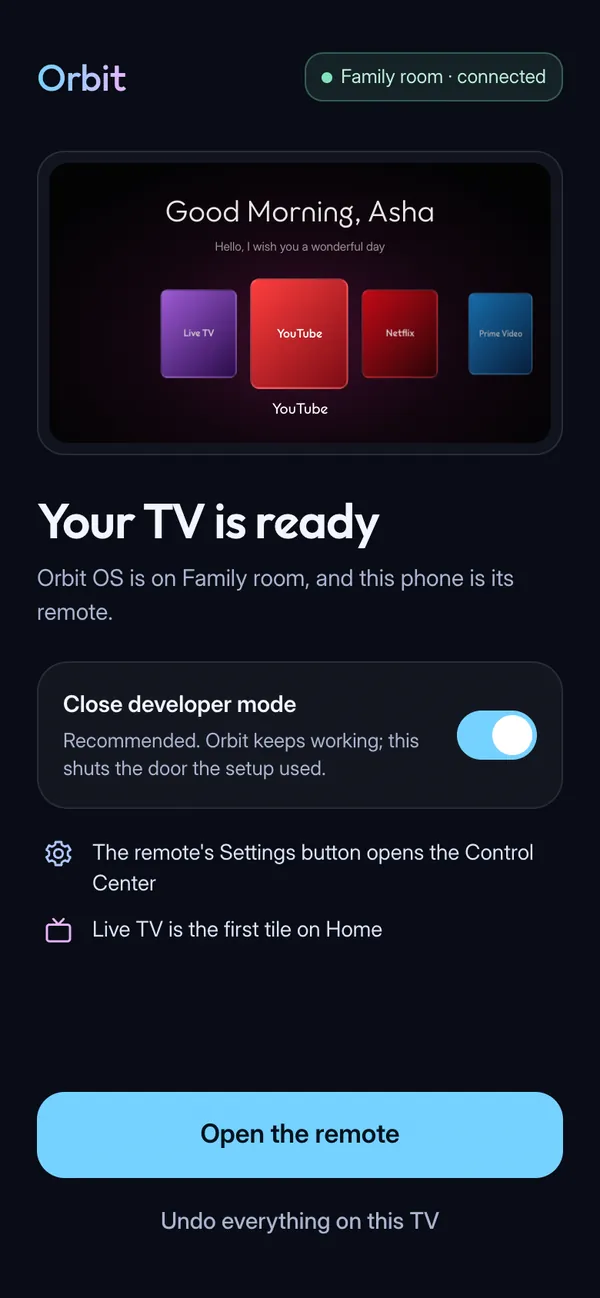 Orbit
Family room · connected
Good Morning, Asha
Hello, I wish you a wonderful day
Live TV
YouTube
Netflix
Prime Video
YouTube
Your TV is ready
Orbit OS is on Family room, and this phone is its
remote.
Close developer mode
Recommended. Orbit keeps working; this
shuts the door the setup used.
The remote's Settings button opens the Control
Center
Live TV is the first tile on Home
Open the remote
Undo everything on this TV